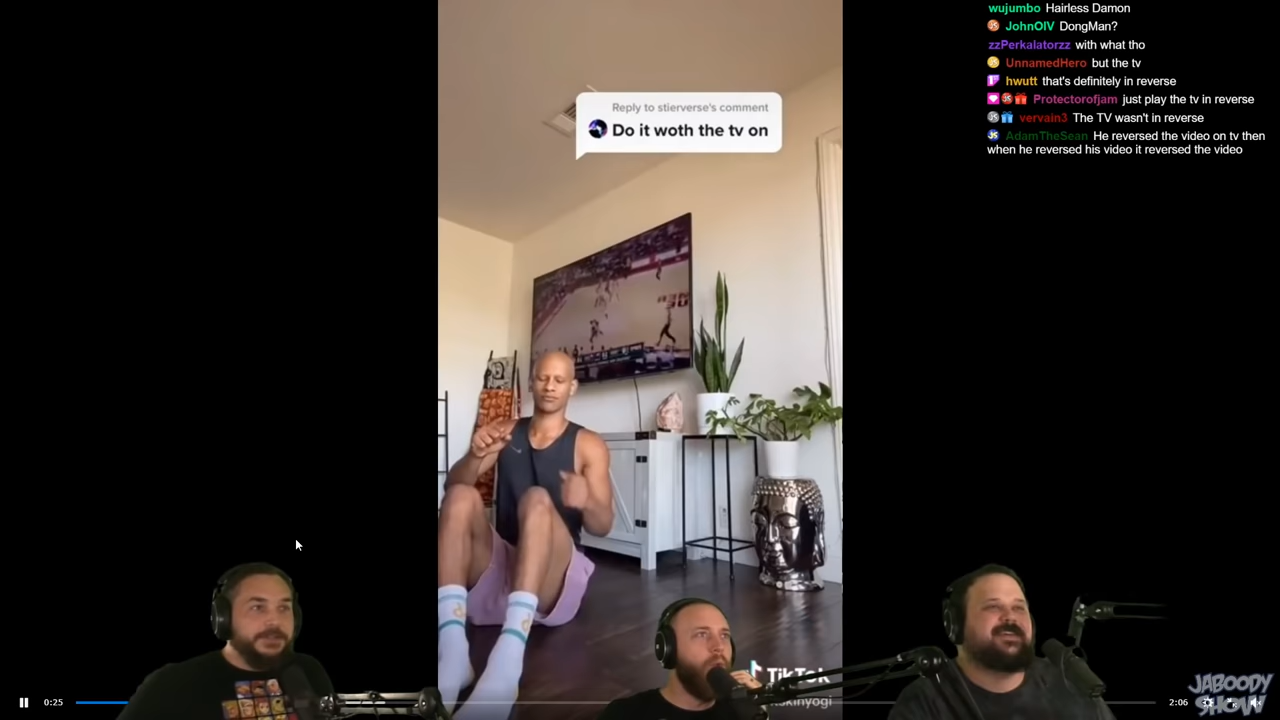 wujumbo Hairless Damon
JohnOlV DongMan?
zzPerkalatorzz with what tho
UnnamedHero but the tv
hwutt that's definitely in reverse
Protectorofjam just play the tv in reverse
vervain3 The TV wasn't in reverse
AdamTheSean He reversed the video on tv then
when he reversed his video it reversed the video
Reply to stierverse's comment
Do it woth the tv on
TikTok
0:25
2:06
JABOODY
SHOW